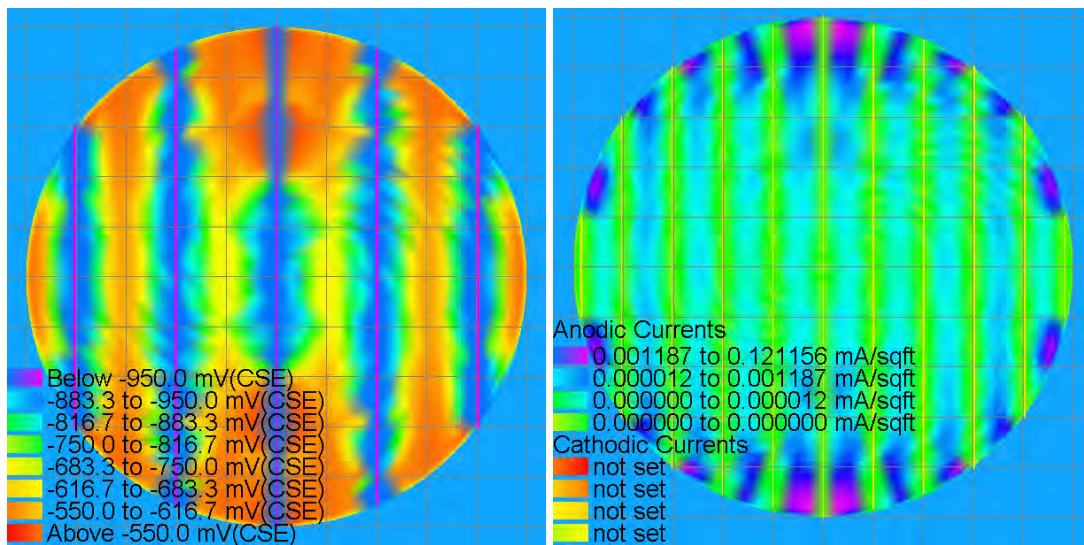 Below -950.0 mV(CSE)
-883.3 to -950.0 mV(CSE)
-816.7 to -883.3 mV(CSE)
-750.0 to -816.7 mV(CSE)
-683.3 to -750.0 mV(CSE)
-616.7 to -683.3 mV(CSE)
-550.0 to -616.7 mV(CSE)
Above -550.0 mV(CSE)
Anodic Currents
0.001187 to 0.121156 mA/sqft
0.000012 to 0.001187 mA/sqft
0.000000 to 0.000012 mA/sqft
0.000000 to 0.000000 mA/sqft
Cathodic Currents
not set
not set
not set
not set